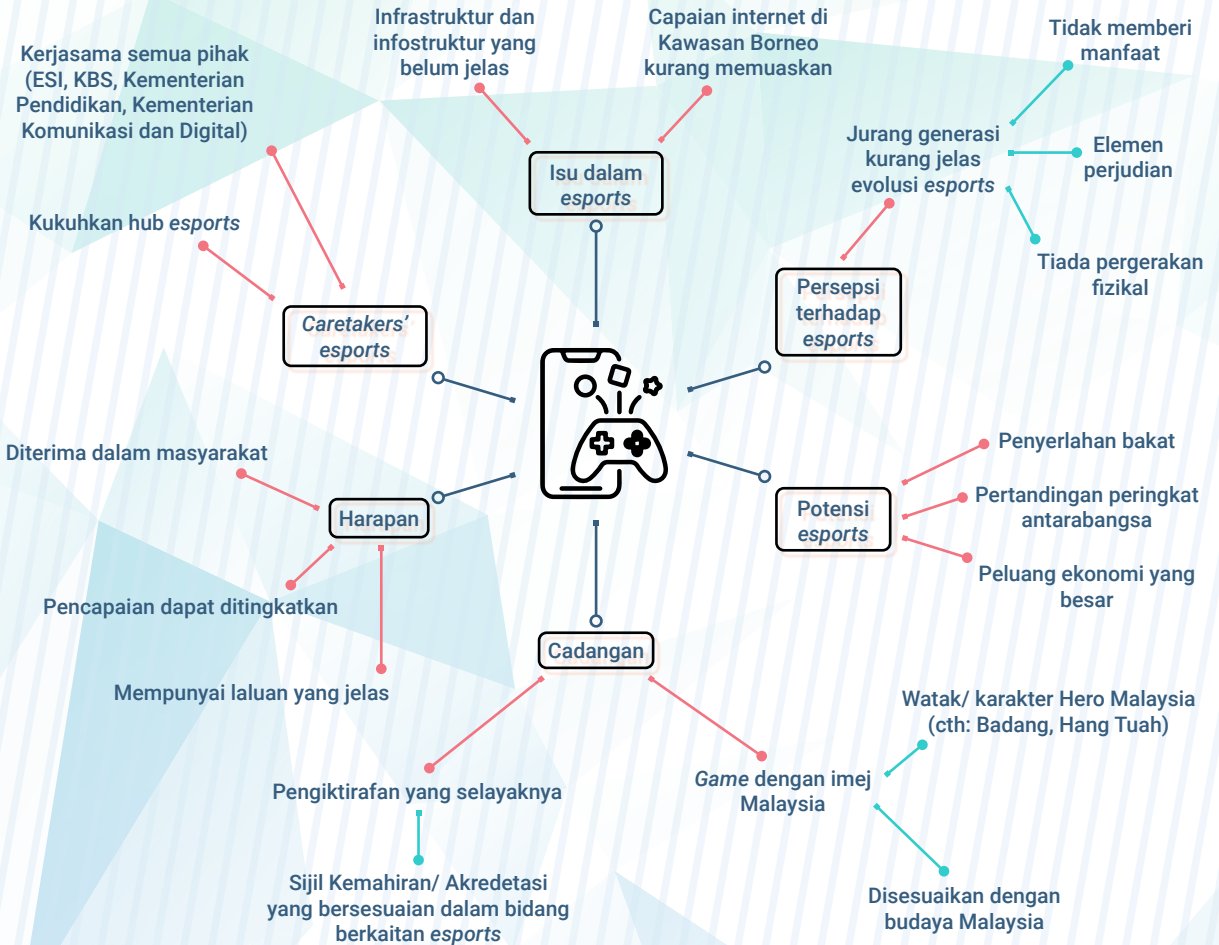 Infrastruktur dan
infostruktur yang
belum jelas
Capaian internet di
Kawasan Borneo
kurang memuaskan
Isu dalam
esports
Tidak memberi
manfaat
Elemen
perjudian
Tiada pergerakan
fizikal
Jurang generasi
kurang jelas
evolusi esports
Persepsi
terhadap
esports
Penyerlahan bakat
Pertandingan peringkat
antarabangsa
Peluang ekonomi yang
besar
Potensi
esports
Cadangan
Game dengan imej
Malaysia
Watak/ karakter Hero Malaysia
(cth: Badang, Hang Tuah)
Disesuaikan dengan
budaya Malaysia
Pengiktirafan yang selayaknya
Sijil Kemahiran/ Akredetasi
yang bersesuaian dalam bidang
berkaitan esports
Harapan
Diterima dalam masyarakat
Pencapaian dapat ditingkatkan
Mempunyai laluan yang jelas
Caretakers’
esports
Kukuhkan hub esports
Kerjasama semua pihak
(ESI, KBS, Kementerian
Pendidikan, Kementerian
Komunikasi dan Digital)